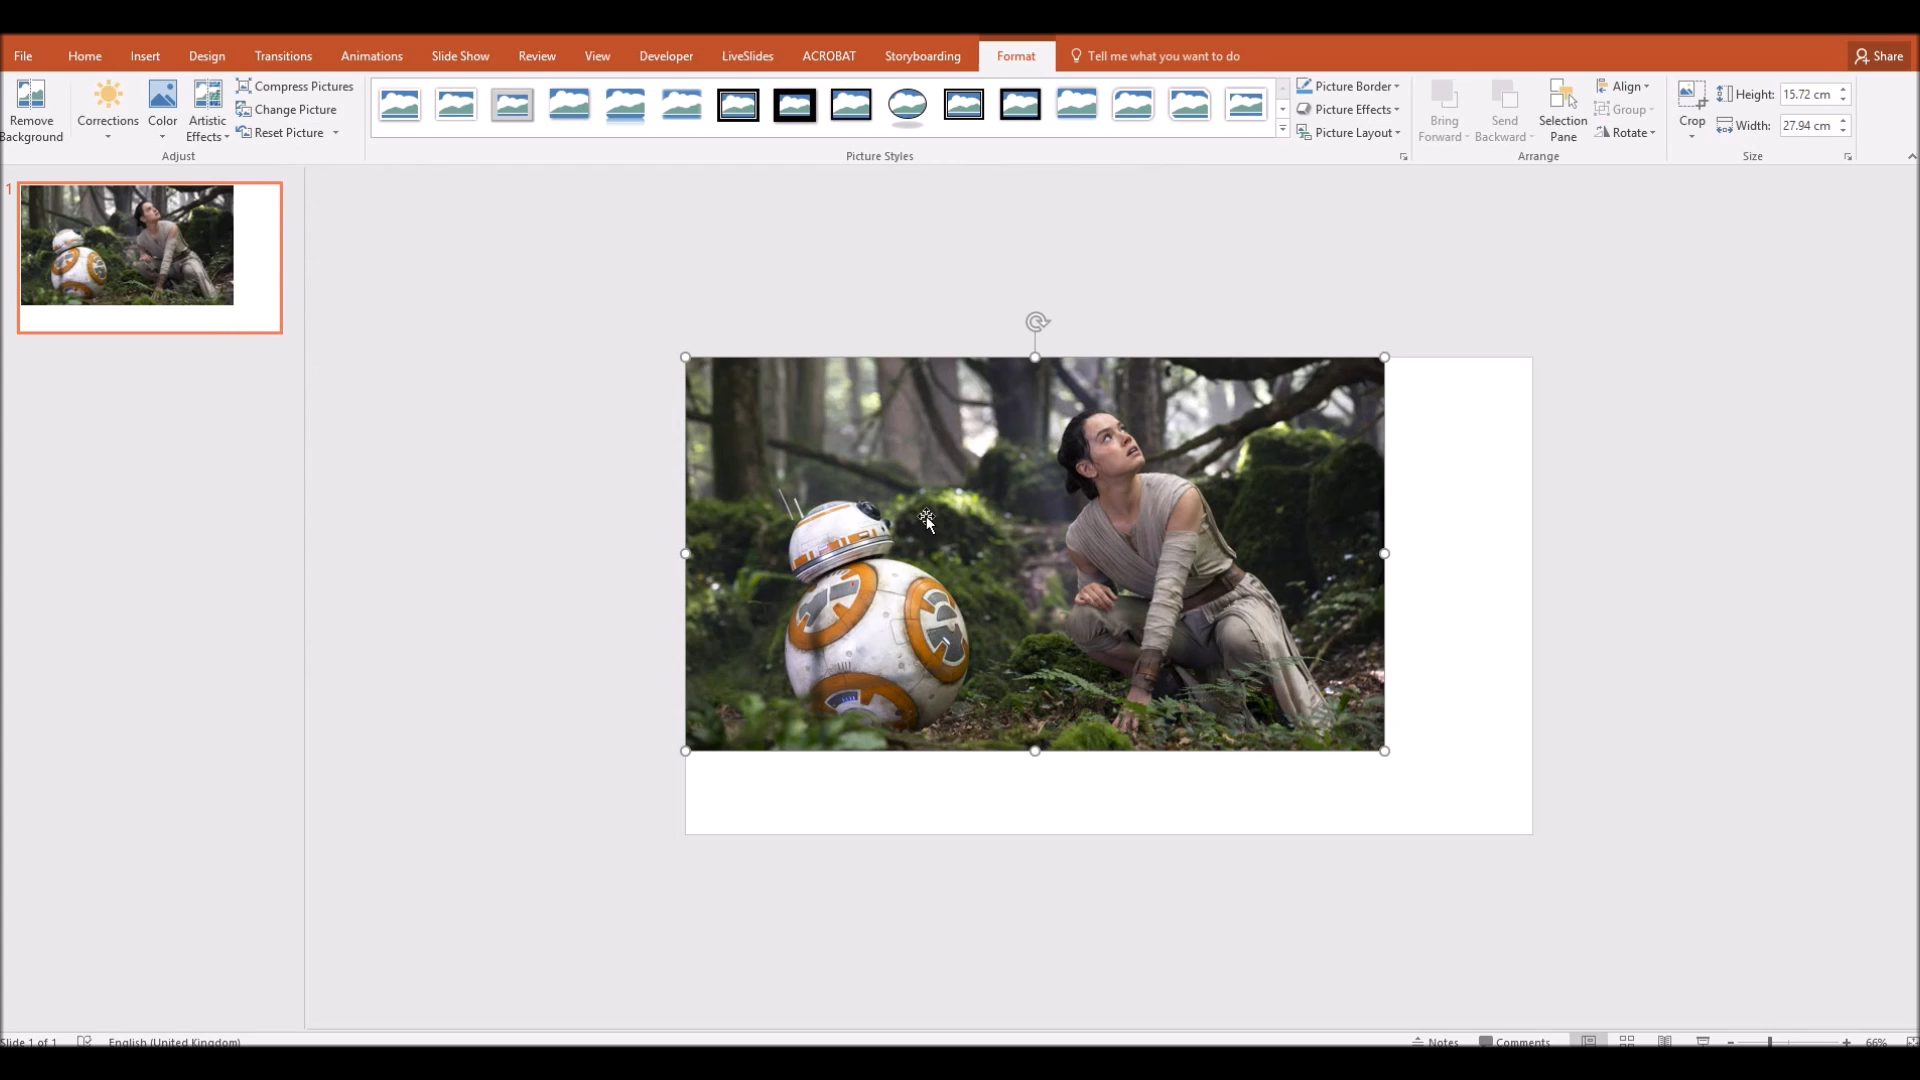 File Home Insert Design Transitions Animations Slide Show Review View Developer LiveSlides ACROBAT Storyboarding Format Tell me what you want to do Share
Remove Background
Corrections
Color
Artistic Effects
Compress Pictures
Change Picture
Reset Picture
Adjust
Picture Styles
Picture Border
Picture Effects
Picture Layout
Bring Forward
Send Backward
Selection Pane
Align
Group
Rotate
Arrange
Crop
Height: 15.72 cm
Width: 27.94 cm
Size
1
Slide 1 of 1 English (United Kingdom) Notes Comments 66%